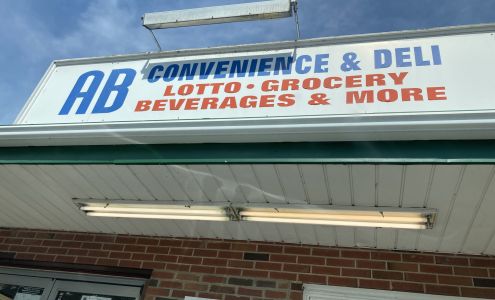 AB CONVENIENCE & DELI
LOTTO · GROCERY
BEVERAGES & MORE